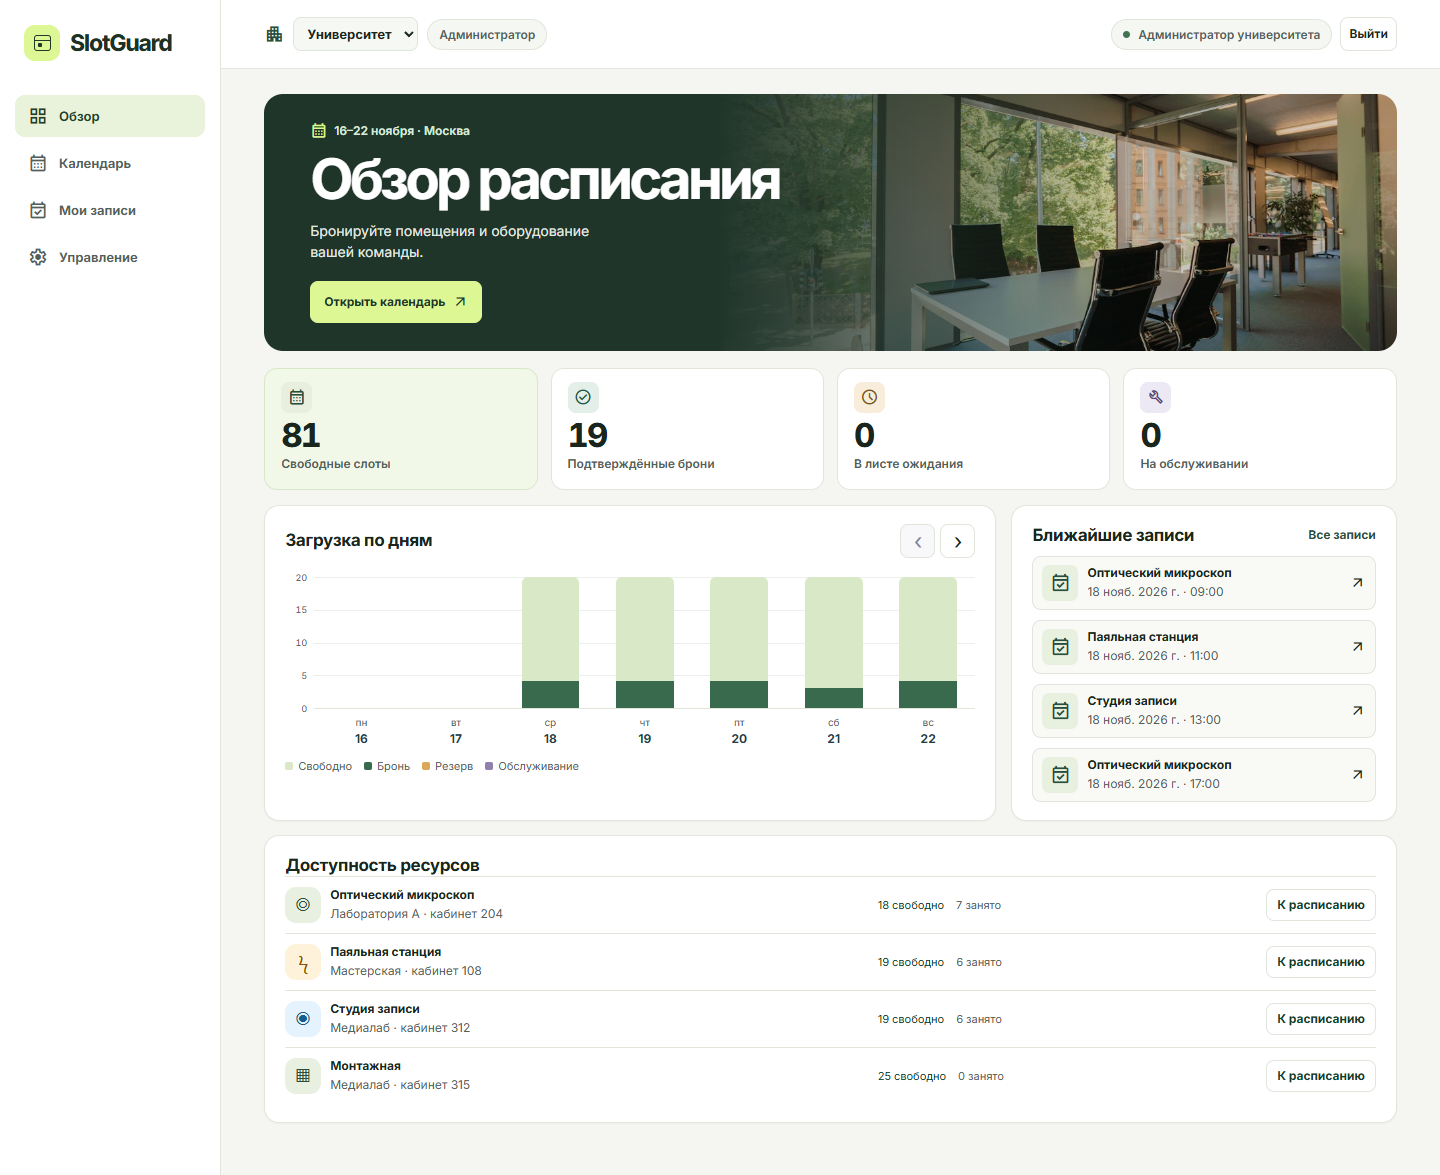 SlotGuard
Университет
Администратор
Администратор университета
Выйти
Обзор
Календарь
Мои записи
Управление
16–22 ноября · Москва
Обзор расписания
Бронируйте помещения и оборудование
вашей команды.
Открыть календарь
81
Свободные слоты
19
Подтверждённые брони
0
В листе ожидания
0
На обслуживании
Загрузка по дням
20
15
10
5
0
пн вт ср чт пт сб вс
16 17 18 19 20 21 22
Свободно Бронь Резерв Обслуживание
Ближайшие записи
Все записи
Оптический микроскоп
18 нояб. 2026 г. · 09:00
Паяльная станция
18 нояб. 2026 г. · 11:00
Студия записи
18 нояб. 2026 г. · 13:00
Оптический микроскоп
18 нояб. 2026 г. · 17:00
Доступность ресурсов
Оптический микроскоп
Лаборатория А · кабинет 204
18 свободно 7 занято
К расписанию
Паяльная станция
Мастерская · кабинет 108
19 свободно 6 занято
К расписанию
Студия записи
Медиалаб · кабинет 312
19 свободно 6 занято
К расписанию
Монтажная
Медиалаб · кабинет 315
25 свободно 0 занято
К расписанию